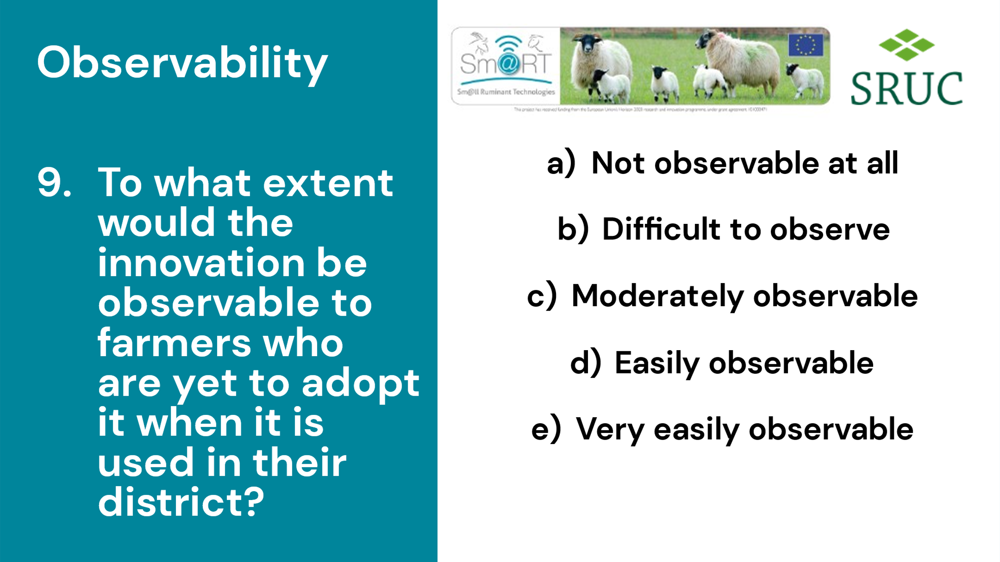 Observability
9. To what extent
would the
innovation be
observable to
farmers who
are yet to adopt
it when it is
used in their
district?
Sm@RT
Sm@ll Ruminant Technologies
This project has received funding from the European Union's Horizon 2020 research and innovation programme under grant agreement
SRUC
a) Not observable at all
b) Difficult to observe
c) Moderately observable
d) Easily observable
e) Very easily observable